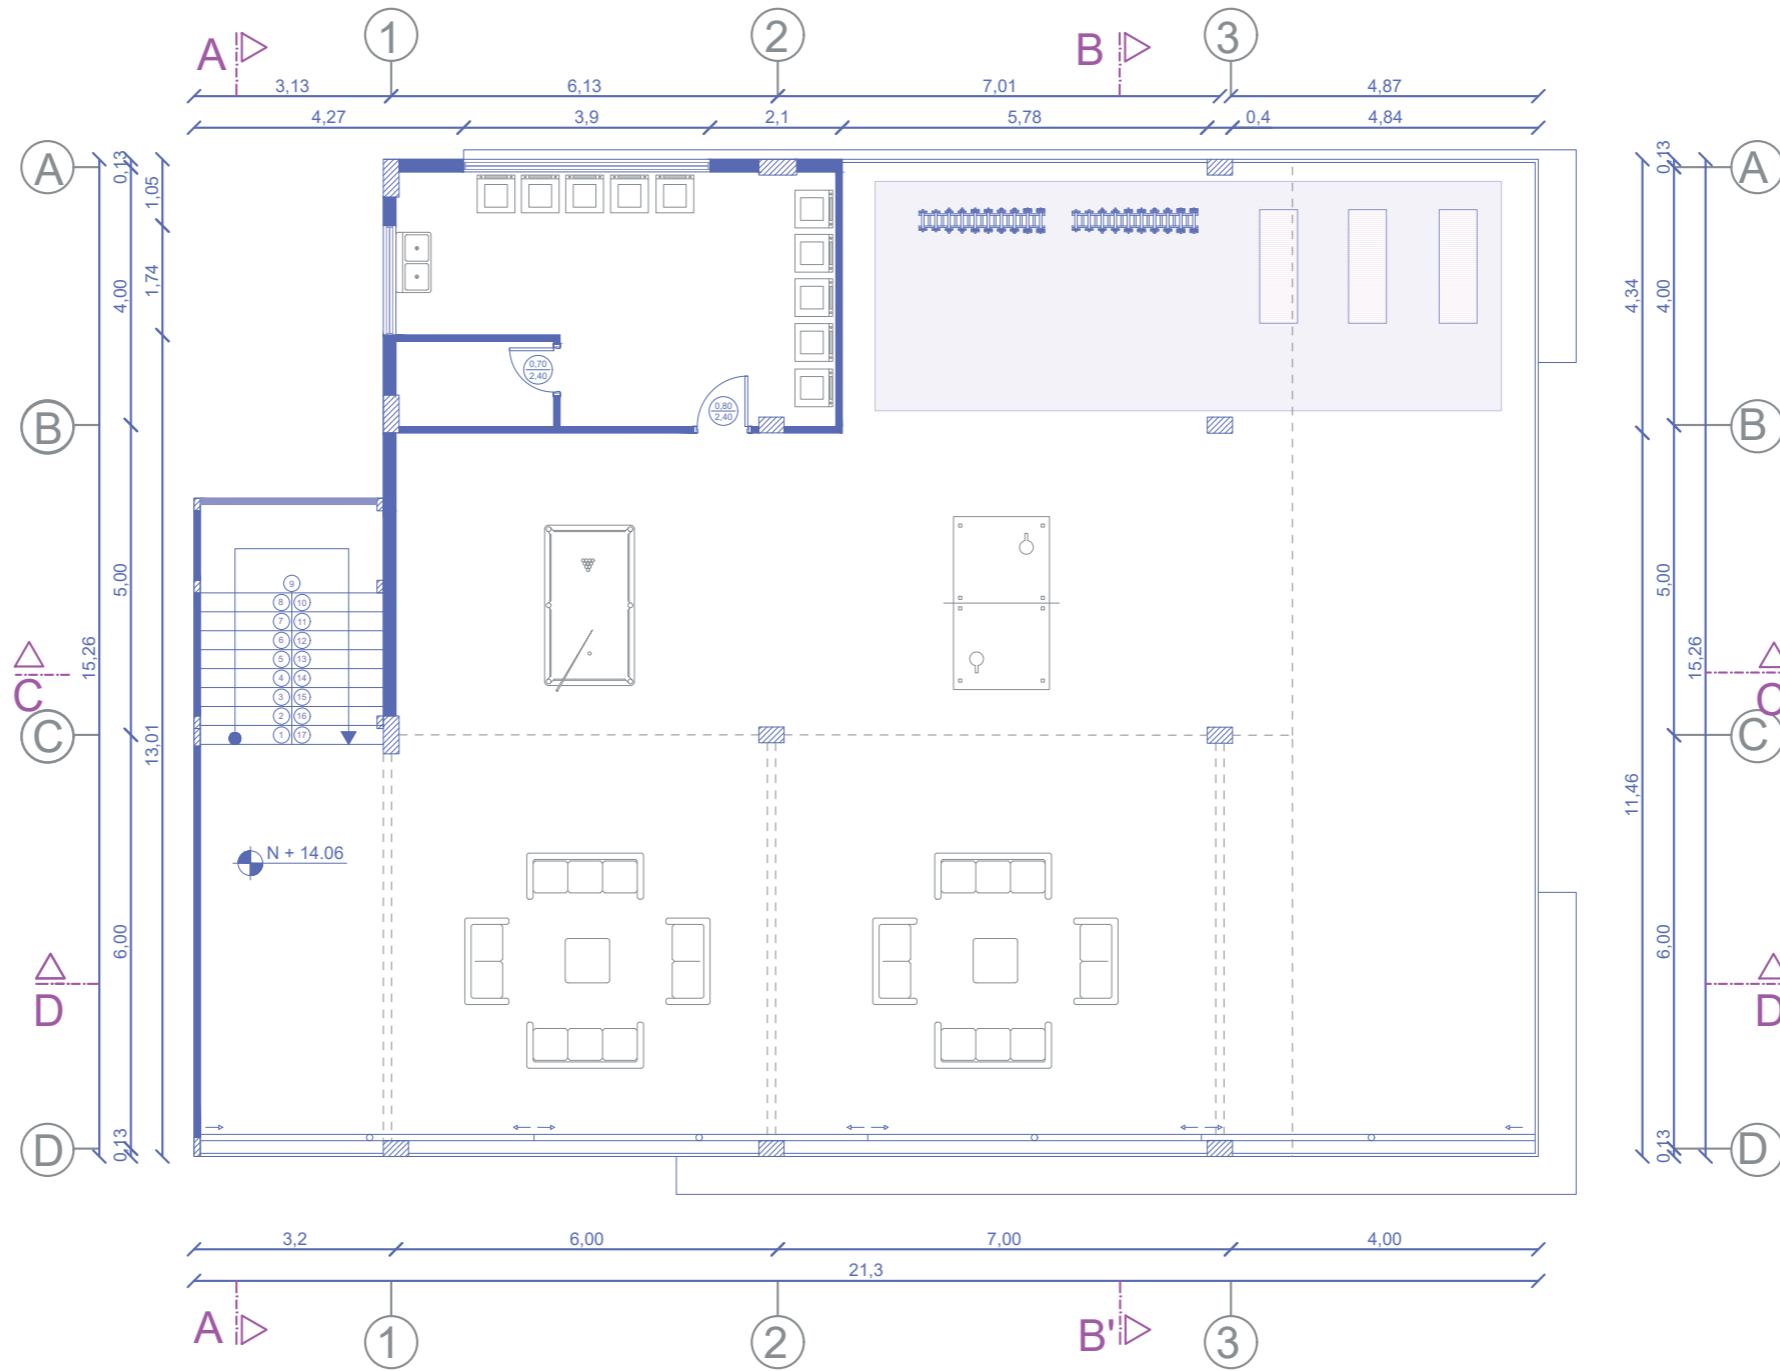 1 2 3
A B
3,13 6,13 7,01 4,87
4,27 3,9 2,1 5,78 0,4 4,84
A 0,13 0,13 A
1,05
4,00 1,74 4,34 4,00
0,70
2,40
0,80
2,40
B B
5,00 5,00
9
8 10
7 11
6 12
5 13
4 14
3 15
2 16
1 17
15,26 15,26
C C
C C
13,01 11,46
N + 14.06
6,00 6,00
D D
D 0,13 0,13 D
3,2 6,00 7,00 4,00
21,3
A B'
1 2 3